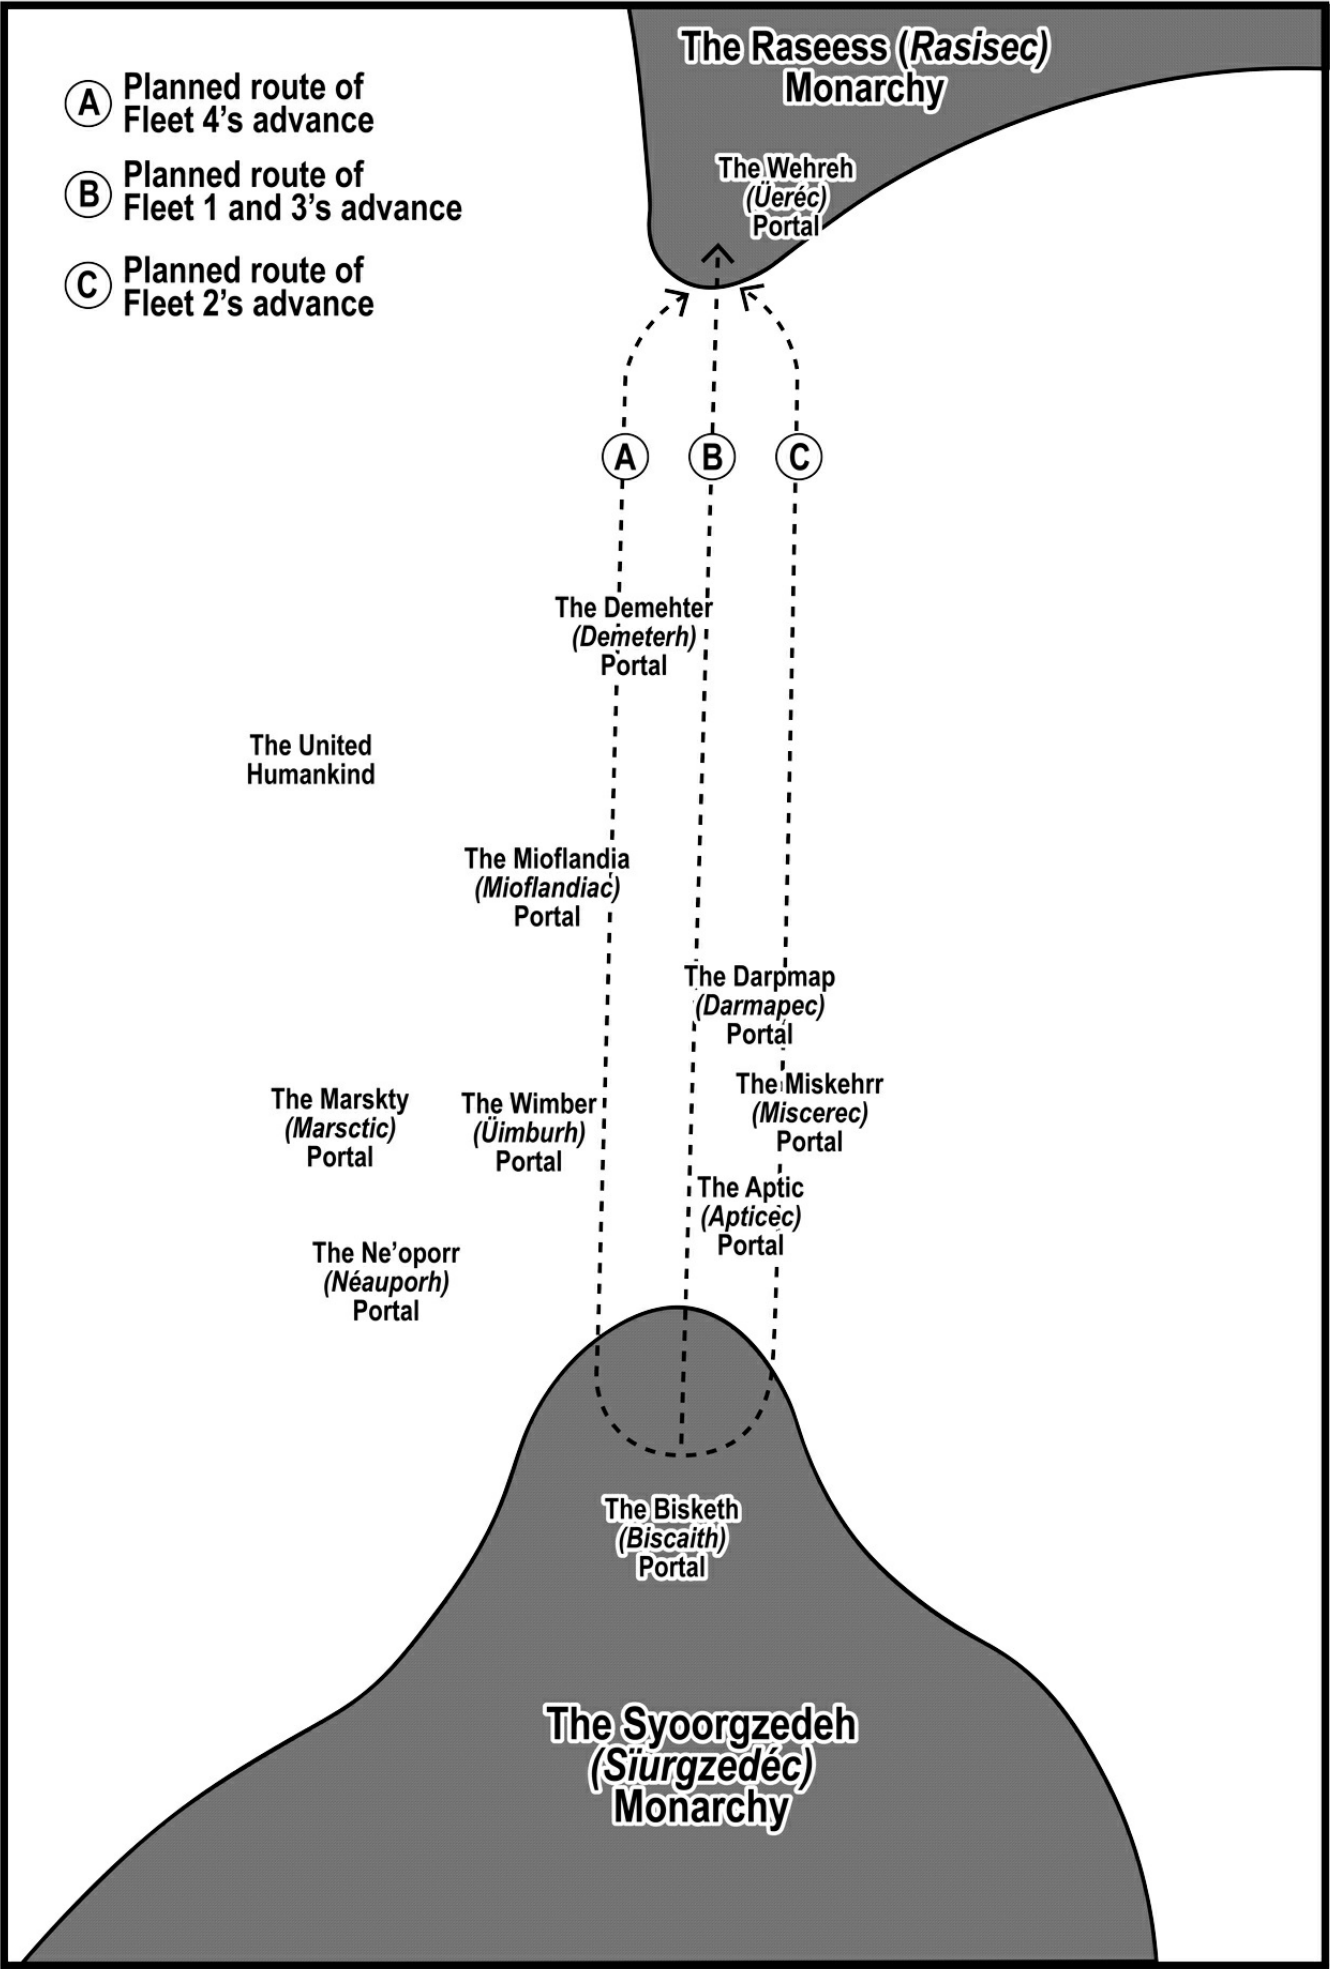 The Raseess (Rasisec)
Monarchy
A Planned route of
Fleet 4's advance
B Planned route of
Fleet 1 and 3's advance
C Planned route of
Fleet 2's advance
The Wehreh
(Üeréc)
Portal
A
B
C
The Demehter
(Demeterh)
Portal
The United
Humankind
The Mioflandia
(Mioflandiac)
Portal
The Darpmap
(Darmapec)
Portal
The Marskty
(Marsctic)
Portal
The Wimber
(Üimburh)
Portal
The Miskehrr
(Miscerec)
Portal
The Aptic
(Apticec)
Portal
The Ne’oporr
(Néauporh)
Portal
The Bisketh
(Biscaith)
Portal
The Syoorgzedeh
(Sïurgzedéc)
Monarchy